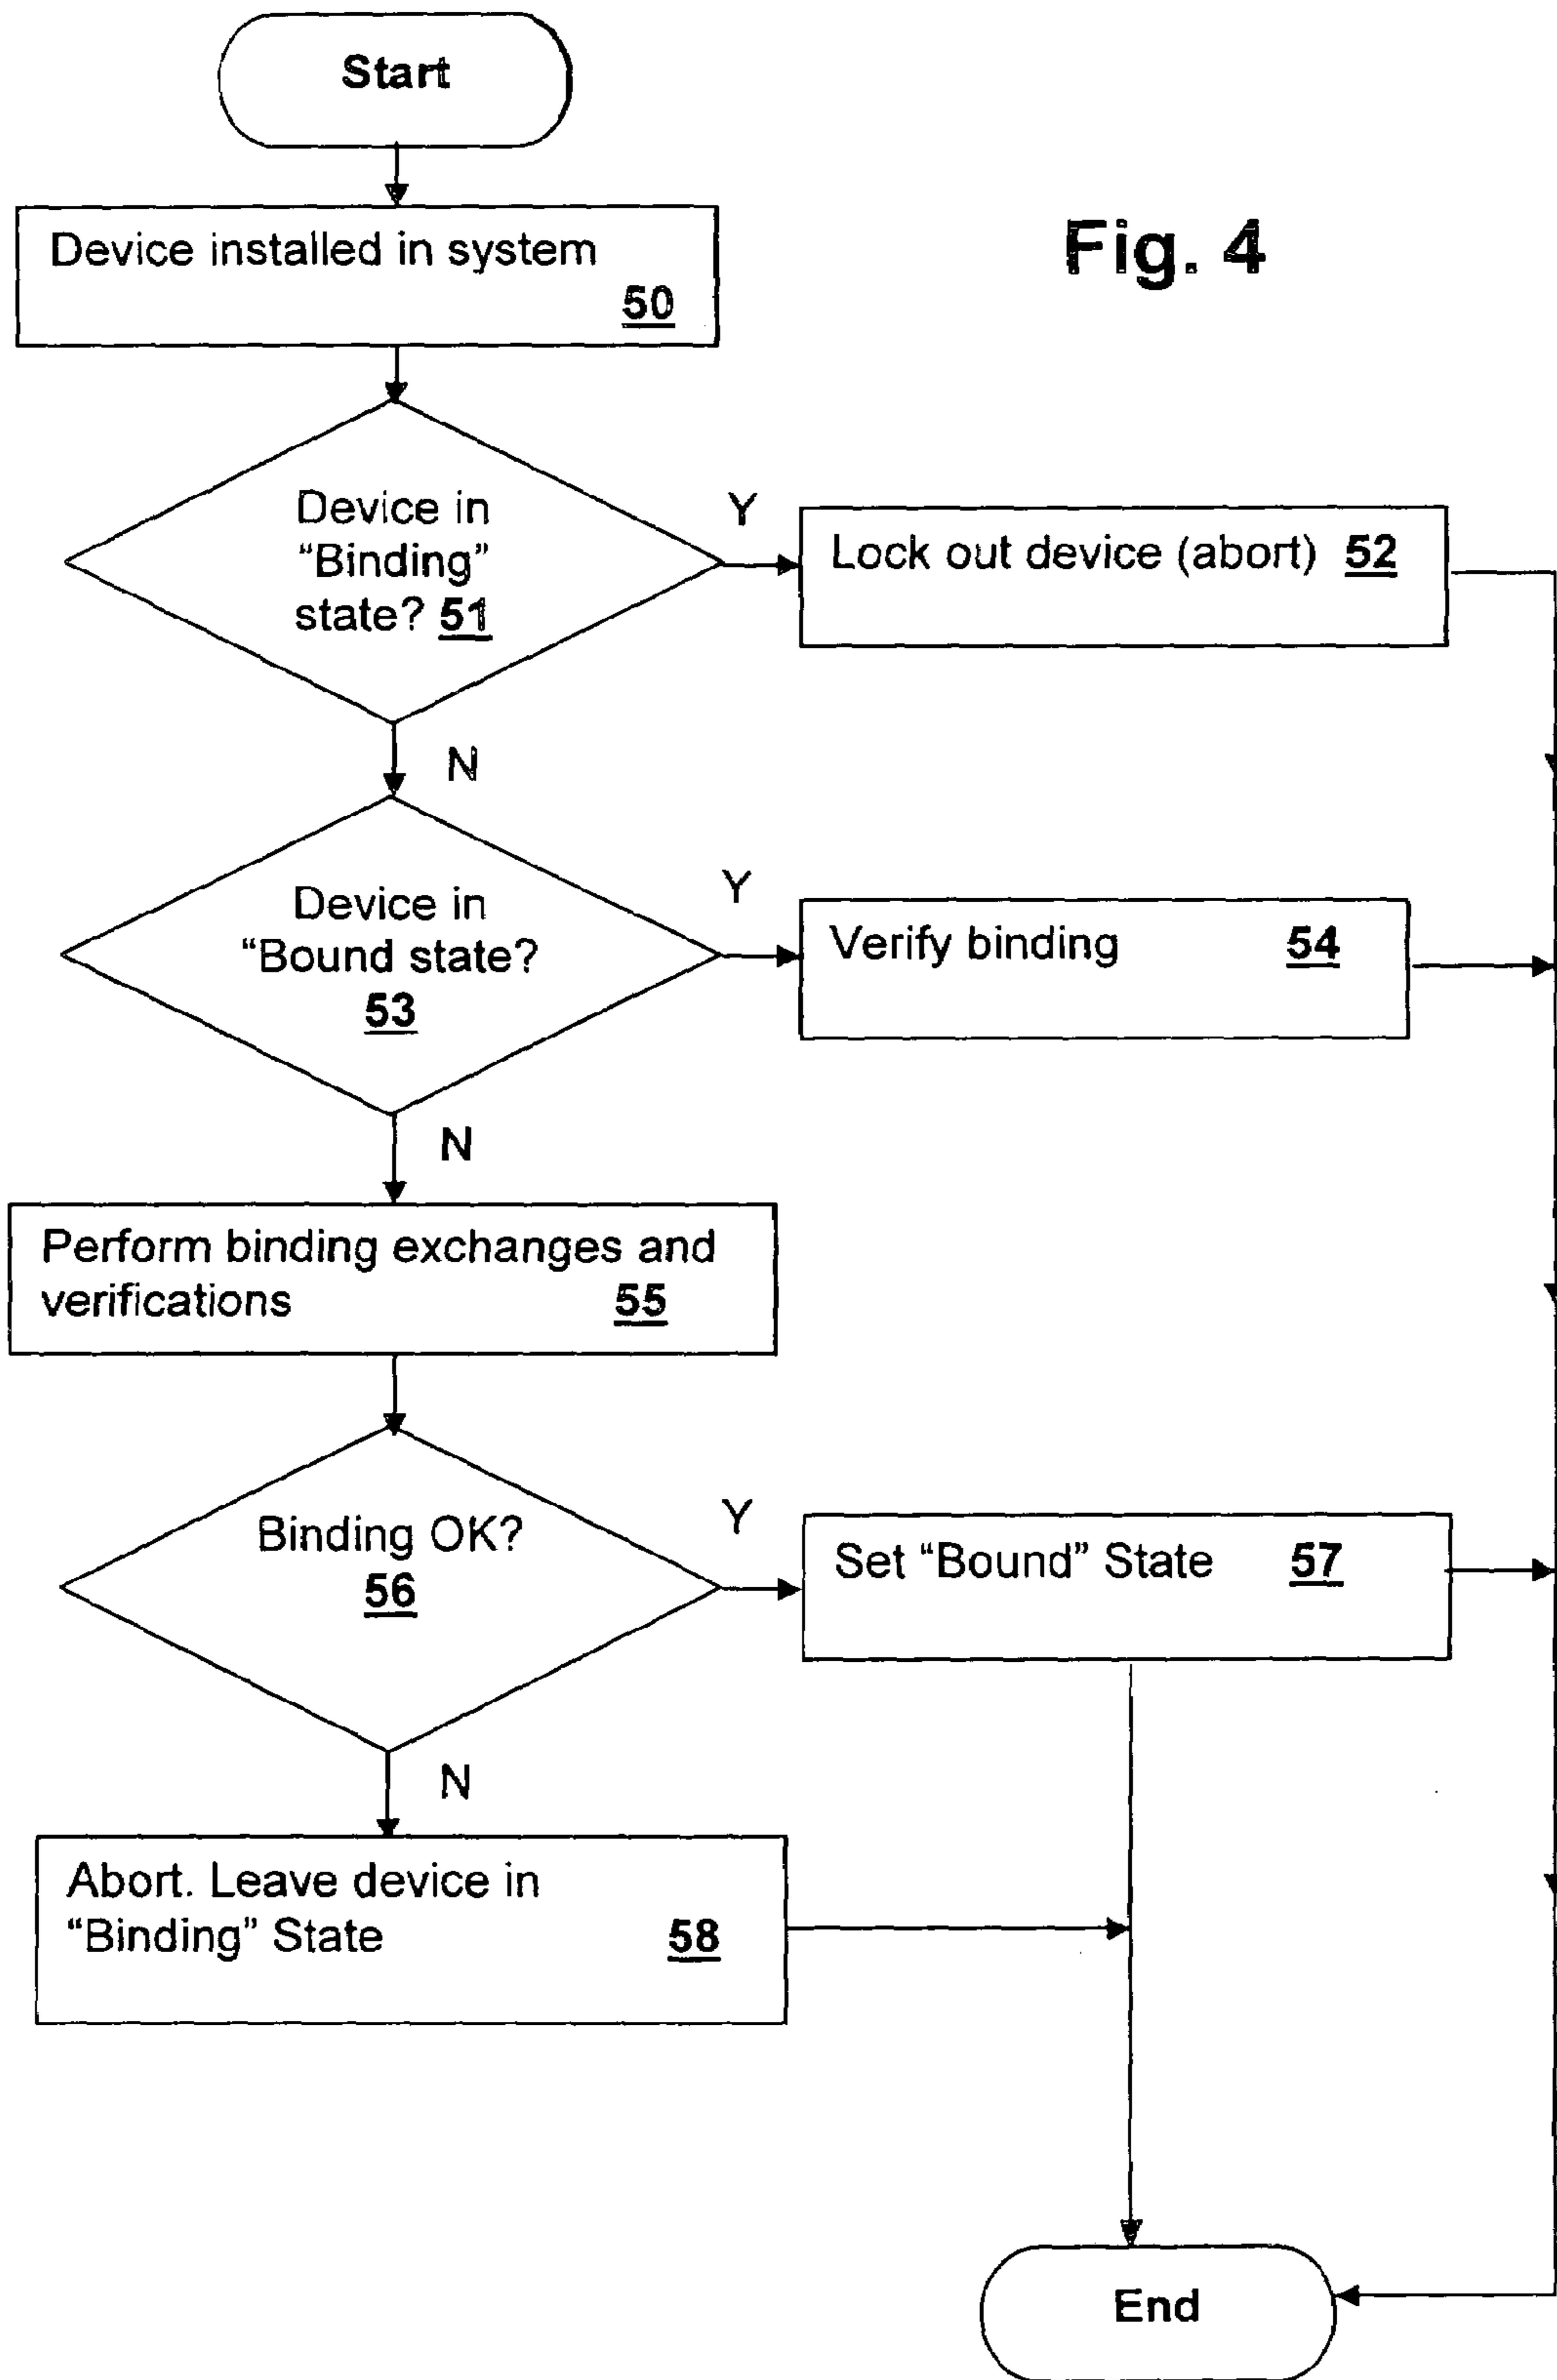 Start
Device installed in system
50
Fig. 4
Device in
“Binding”
state? 51
Y
Lock out device (abort) 52
N
Device in
“Bound state?
53
Y
Verify binding 54
N
Perform binding exchanges and
verifications 55
Binding OK?
56
Y
Set “Bound” State 57
N
Abort. Leave device in
“Binding” State 58
End